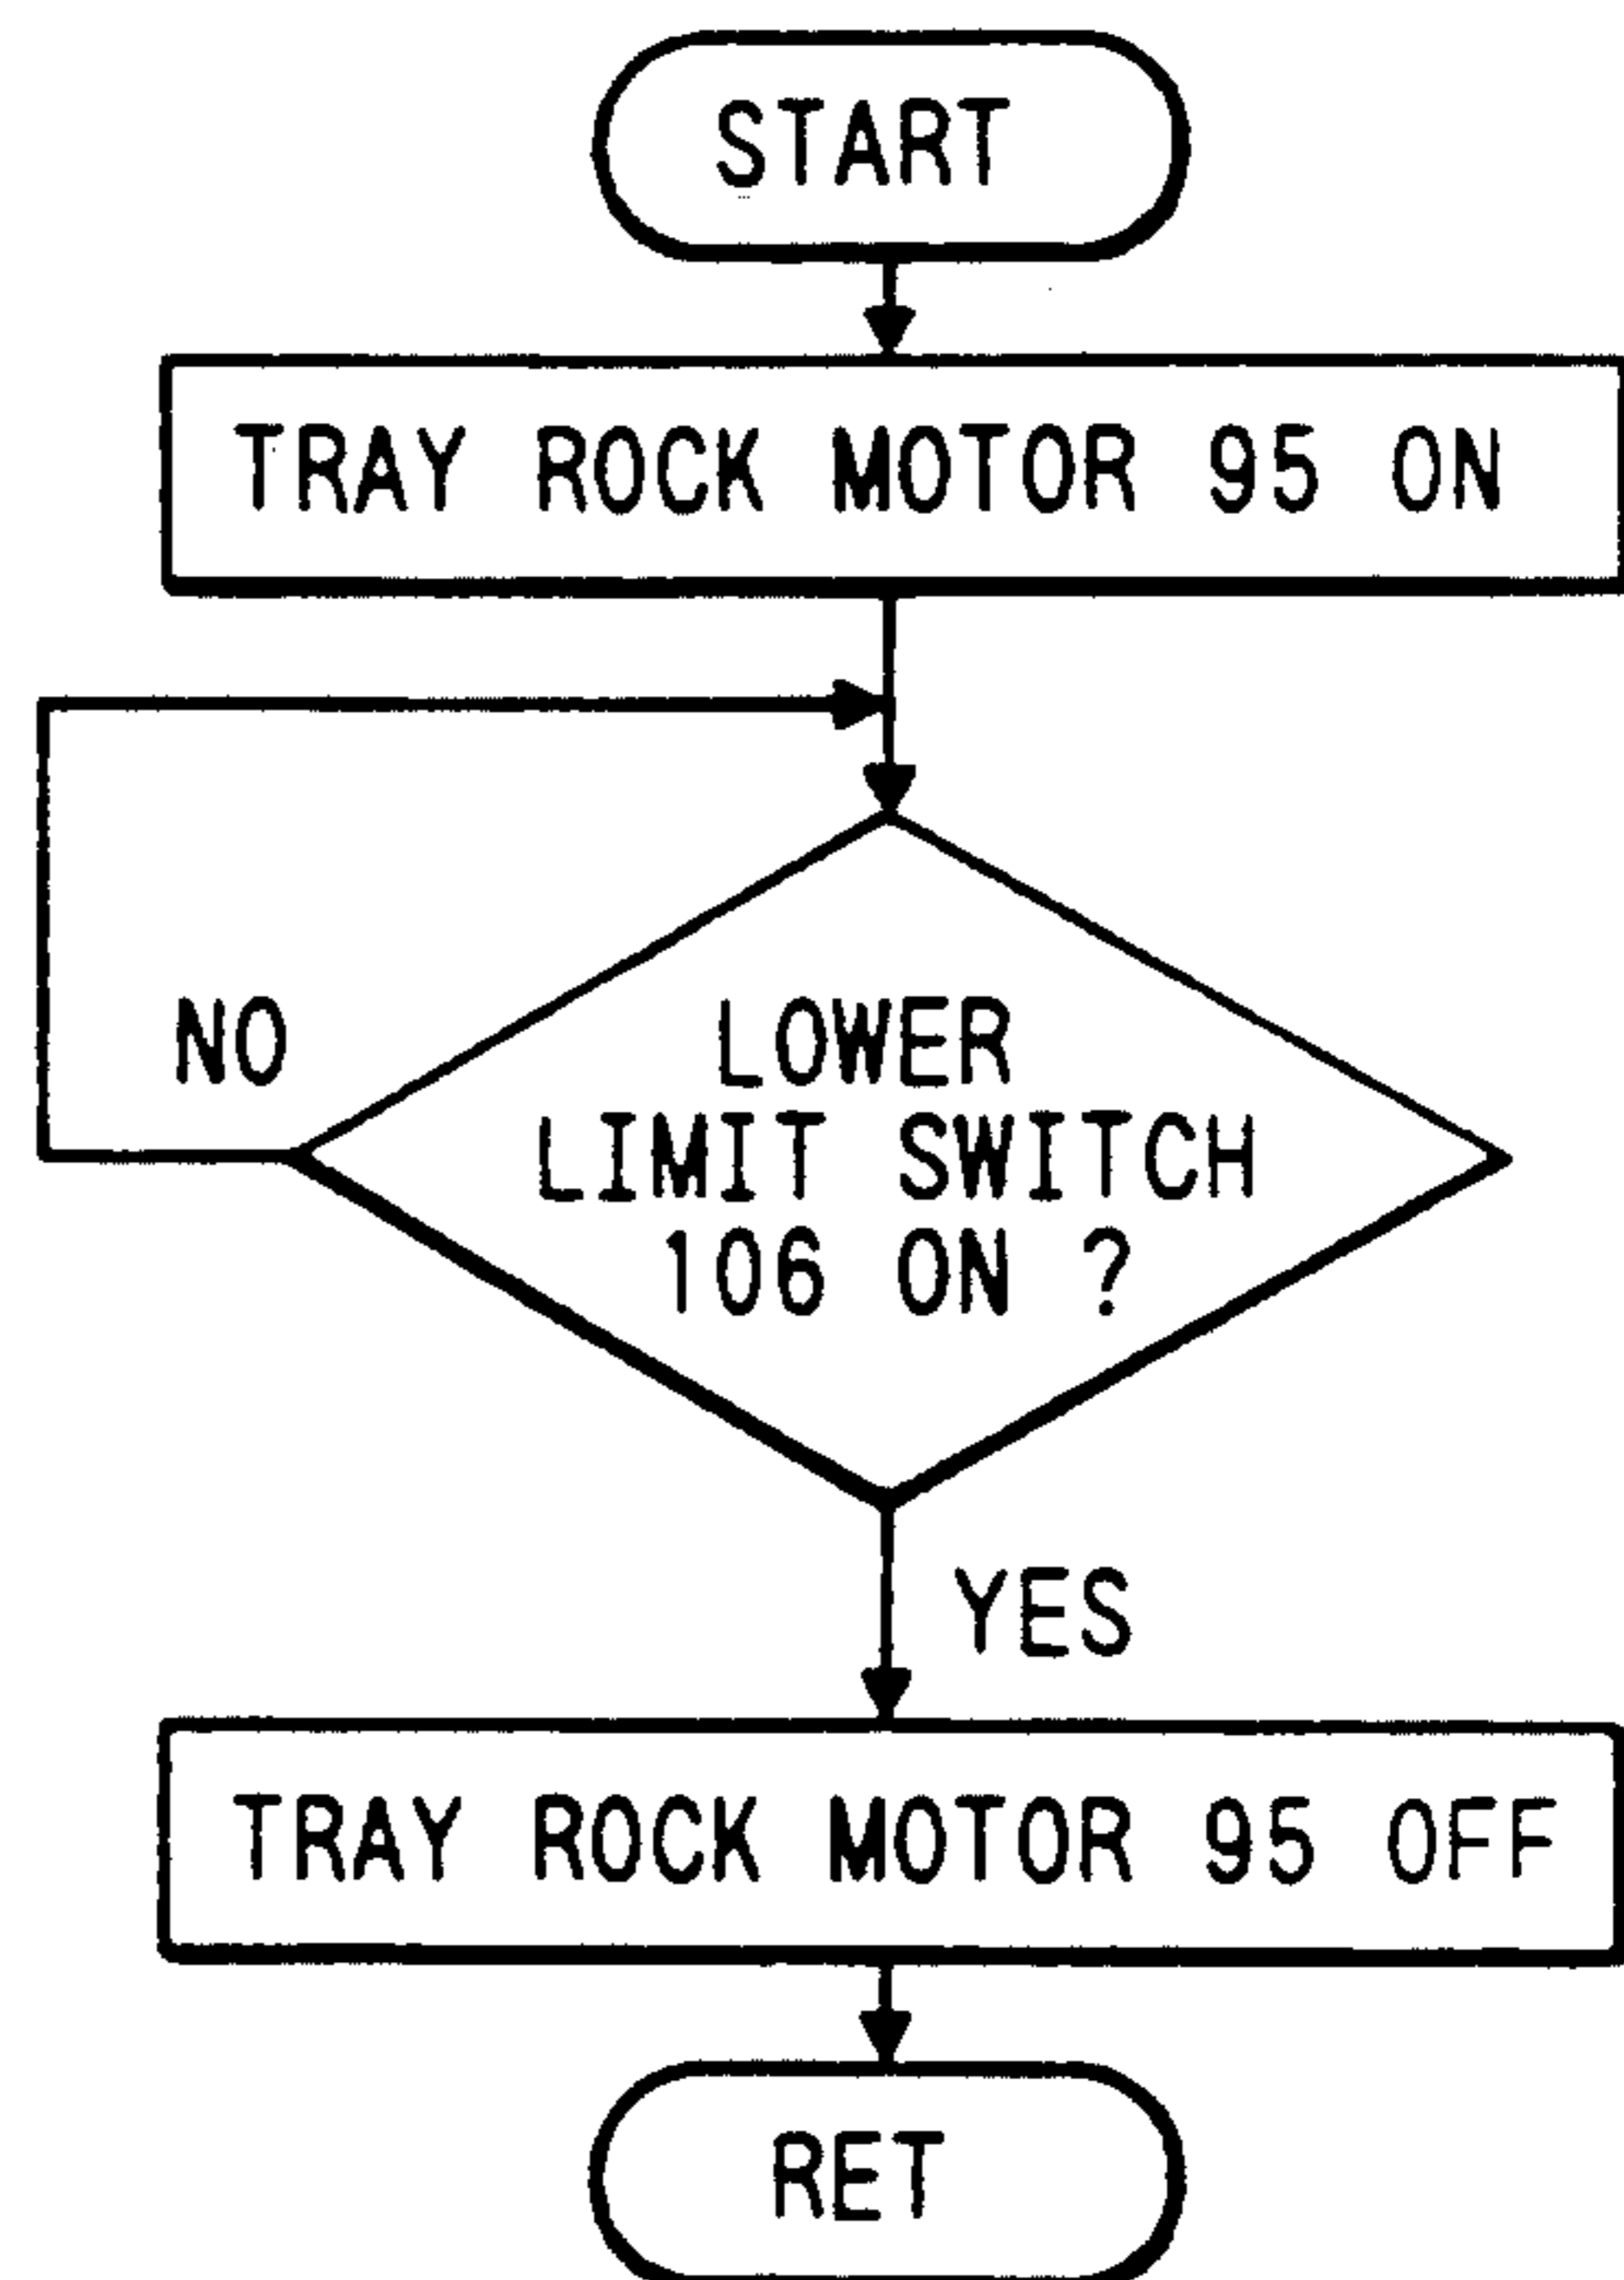 START
TRAY ROCK MOTOR 95 ON
NO
LOWER
LIMIT SWITCH
106 ON ?
YES
TRAY ROCK MOTOR 95 OFF
RET